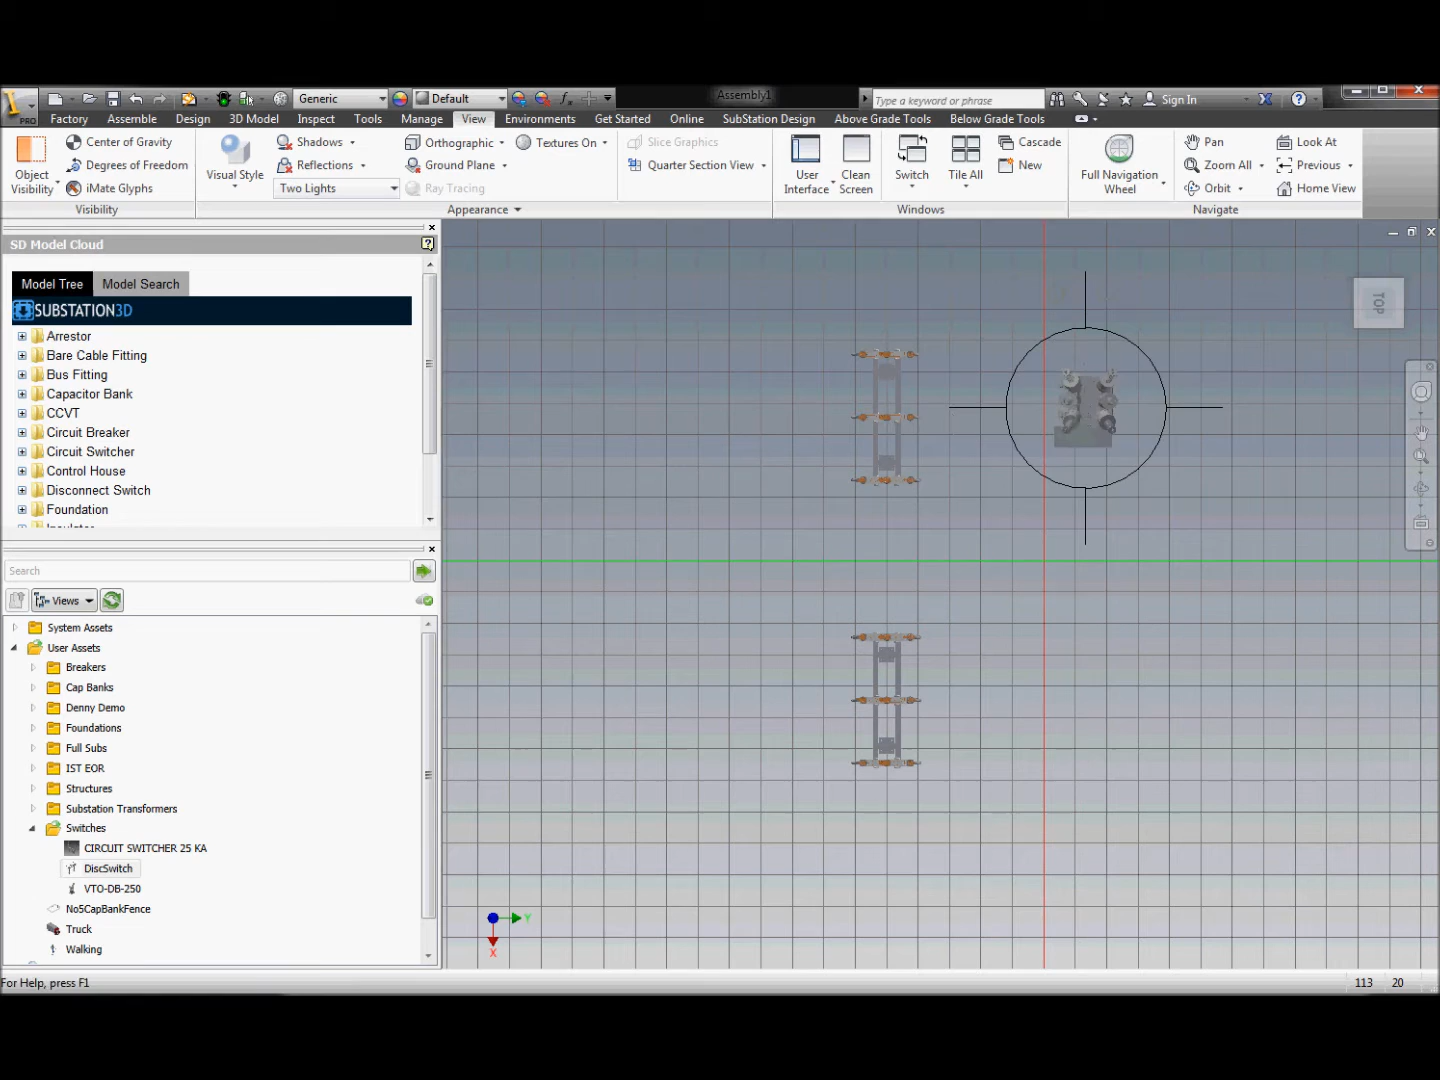 Generic
Default
Assembly1
Type a keyword or phrase
Sign In
PRO
Factory Assemble Design 3D Model Inspect Tools Manage View Environments Get Started Online SubStation Design Above Grade Tools Below Grade Tools
Object Visibility
Center of Gravity
Degrees of Freedom
iMate Glyphs
Visibility
Visual Style
Shadows
Reflections
Two Lights
Orthographic
Ground Plane
Ray Tracing
Textures On
Appearance
Slice Graphics
Quarter Section View
User Interface
Clean Screen
Switch
Tile All
Cascade
New
Windows
Full Navigation Wheel
Pan
Zoom All
Orbit
Look At
Previous
Home View
Navigate
SD Model Cloud
Model Tree Model Search
SUBSTATION3D
Arrestor
Bare Cable Fitting
Bus Fitting
Capacitor Bank
CCVT
Circuit Breaker
Circuit Switcher
Control House
Disconnect Switch
Foundation
Insulator
Search
Views
System Assets
User Assets
Breakers
Cap Banks
Denny Demo
Foundations
Full Subs
IST EOR
Structures
Substation Transformers
Switches
CIRCUIT SWITCHER 25 KA
DiscSwitch
VTO-DB-250
No5CapBankFence
Truck
Walking
TOP
Y
X
For Help, press F1
113 20